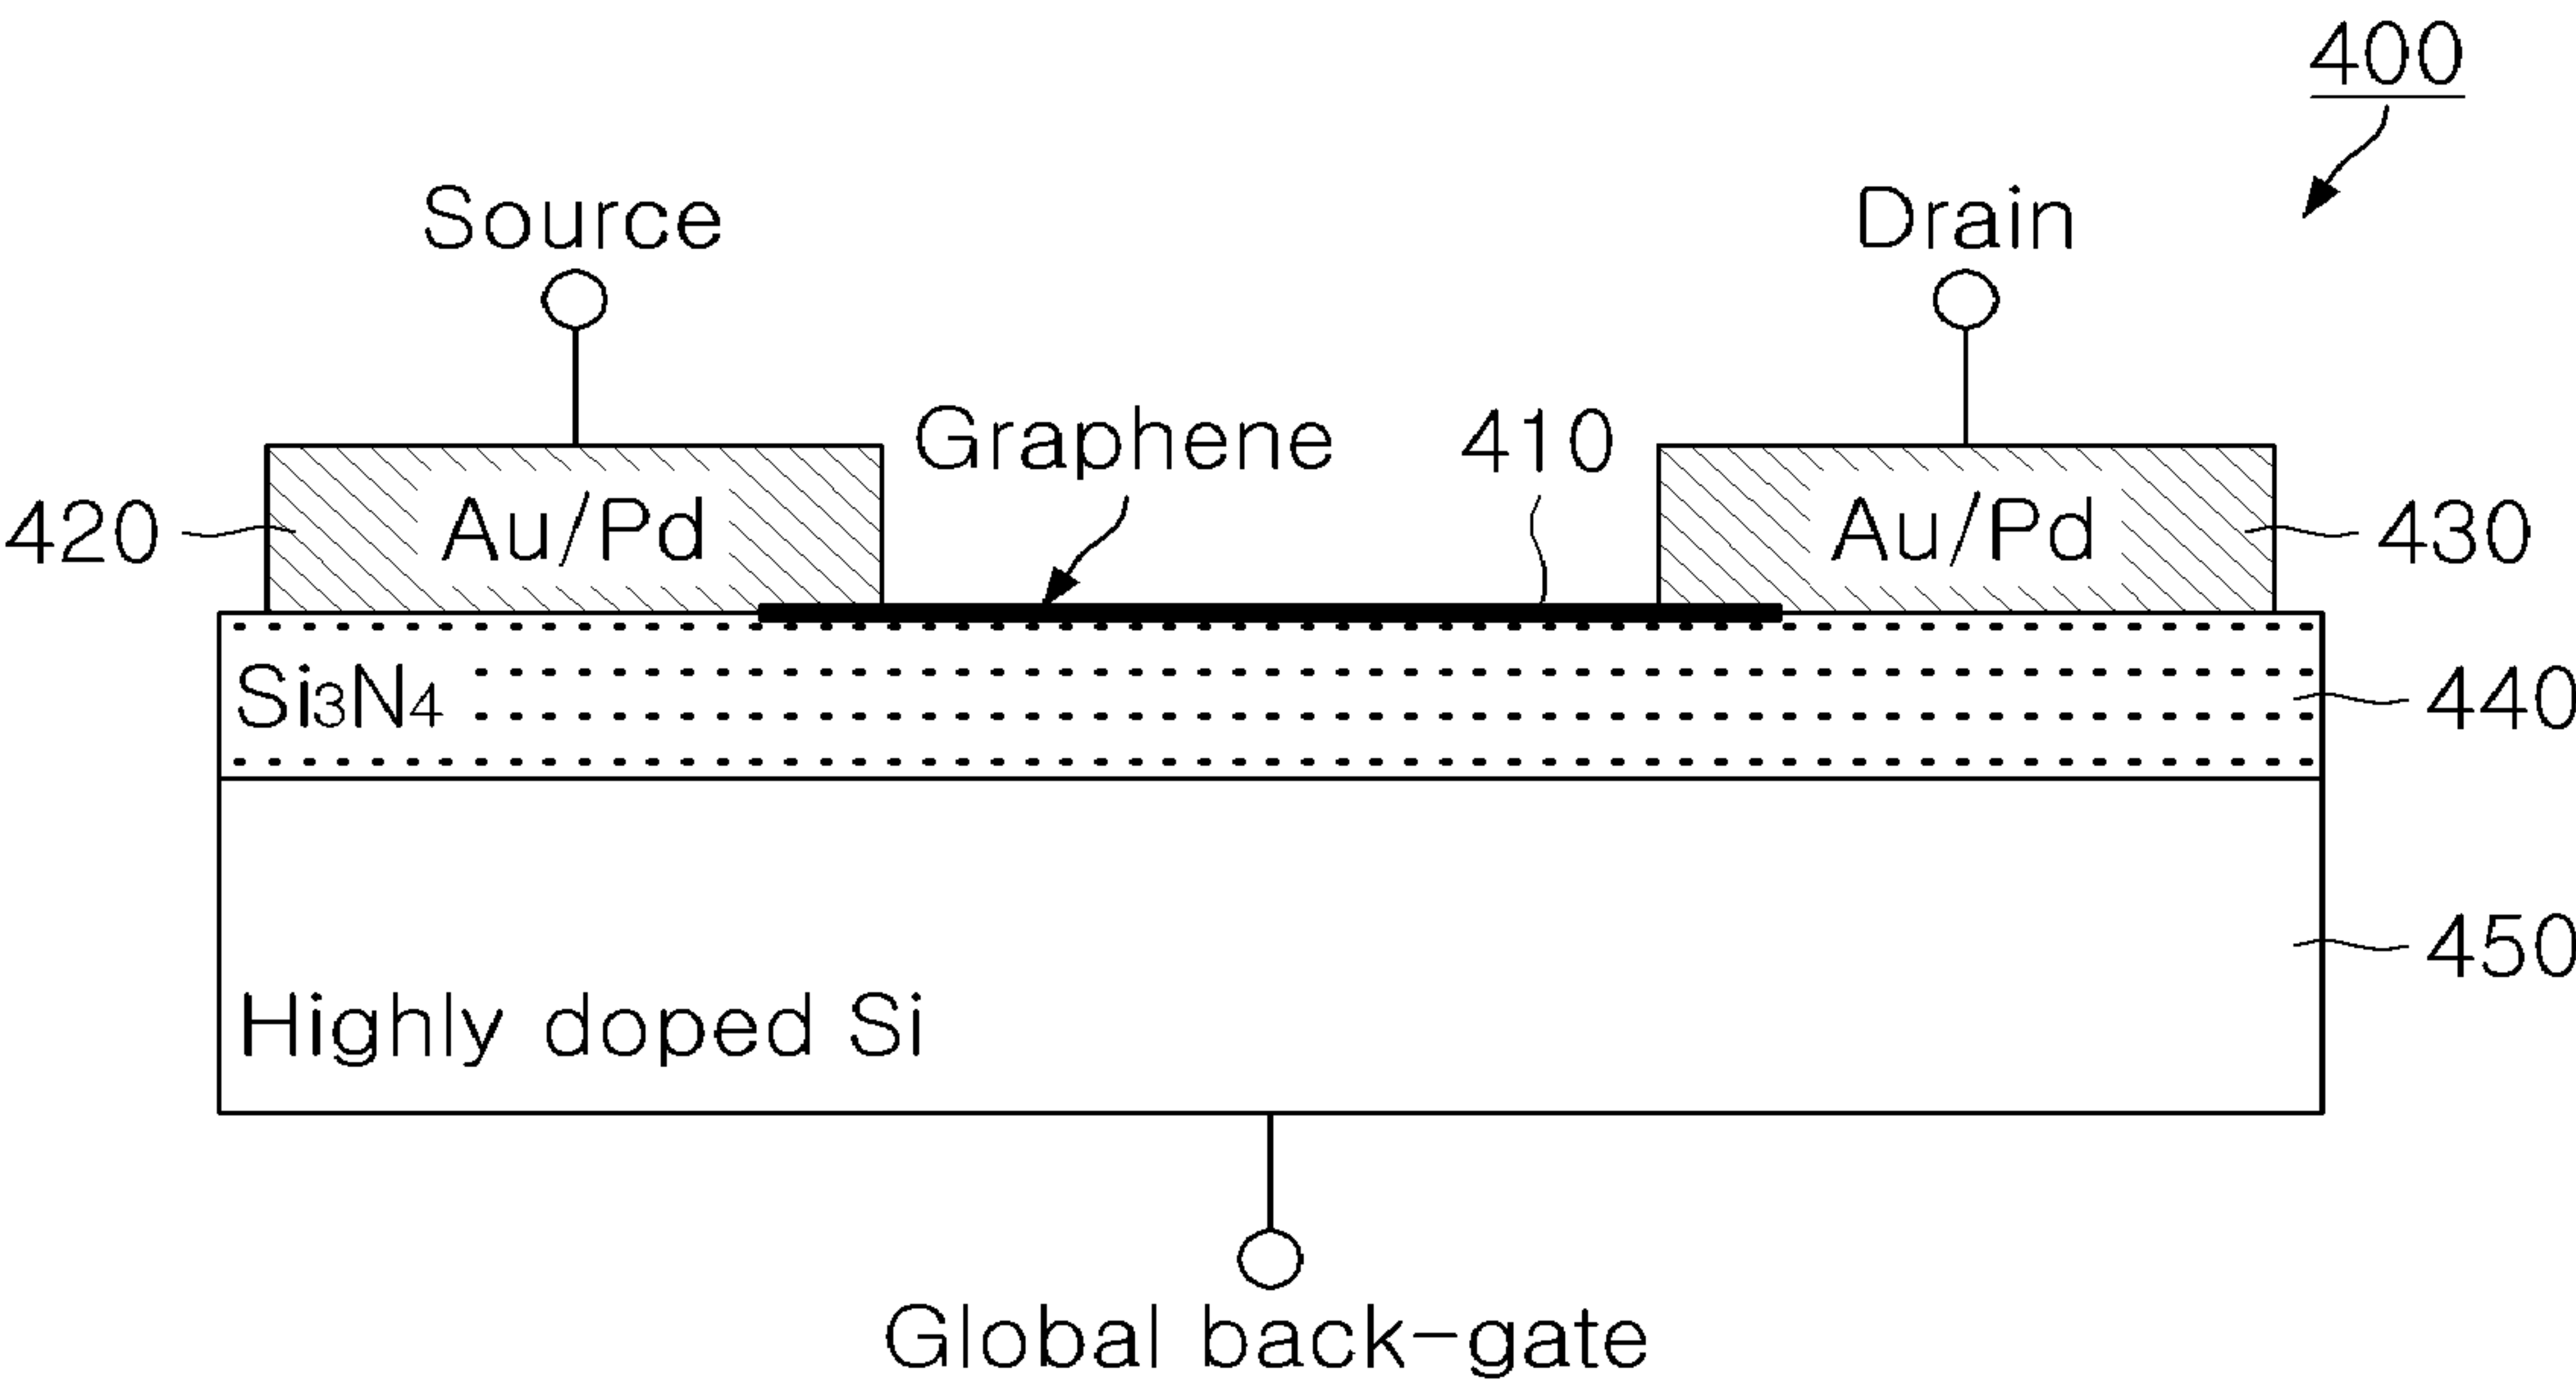 400
Source
Drain
Graphene
410
420
Au/Pd
Au/Pd
430
Si3N4
440
450
Highly doped Si
Global back-gate